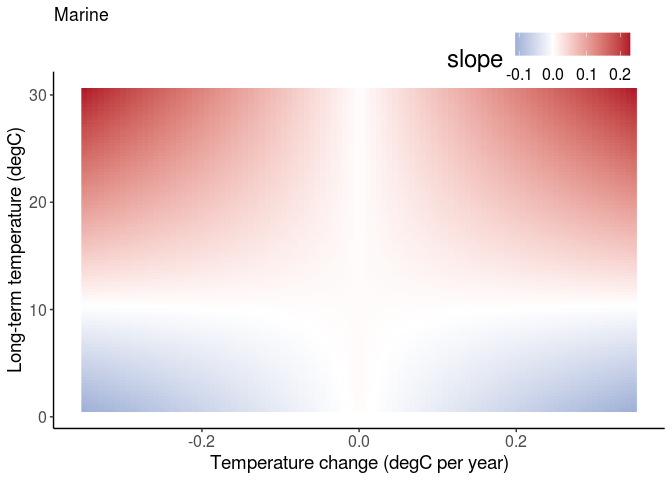 Marine
slope
-0.1 0.0 0.1 0.2
30
20
10
0
Long-term temperature (degC)
-0.2 0.0 0.2
Temperature change (degC per year)